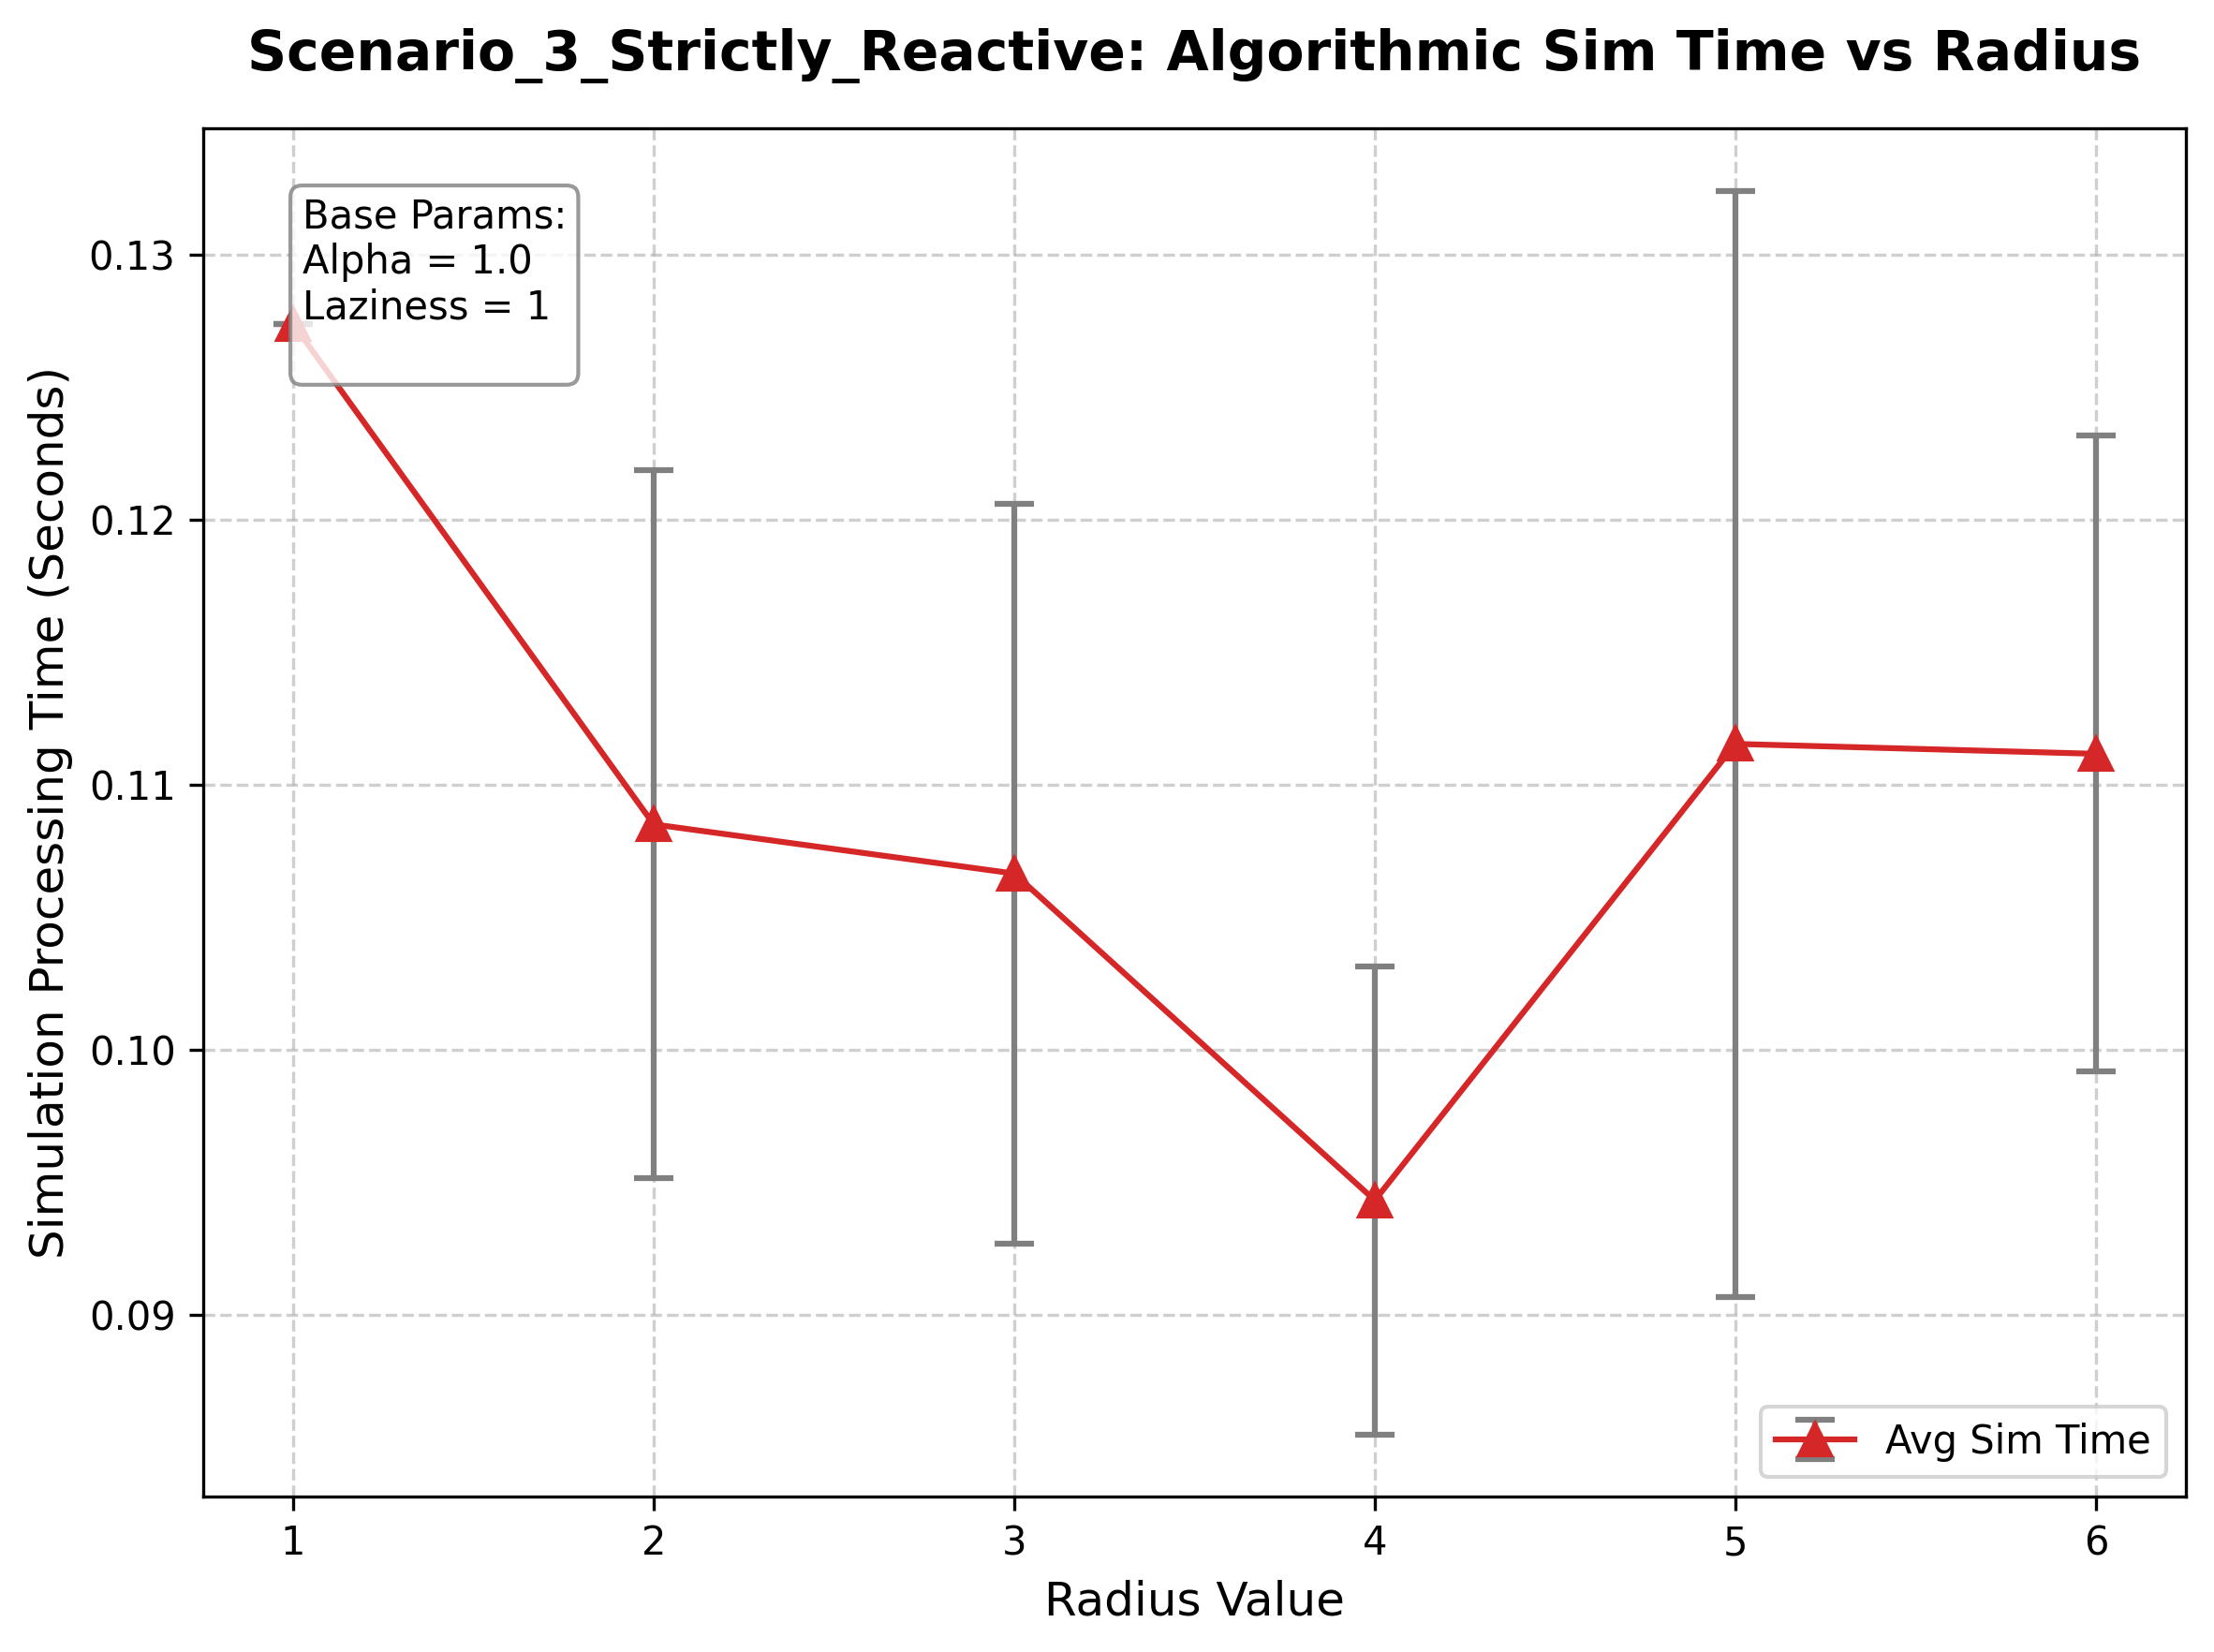 Scenario_3_Strictly_Reactive: Algorithmic Sim Time vs Radius
Base Params:
Alpha = 1.0
Laziness = 1
0.13
0.12
0.11
0.10
0.09
Simulation Processing Time (Seconds)
Avg Sim Time
1 2 3 4 5 6
Radius Value